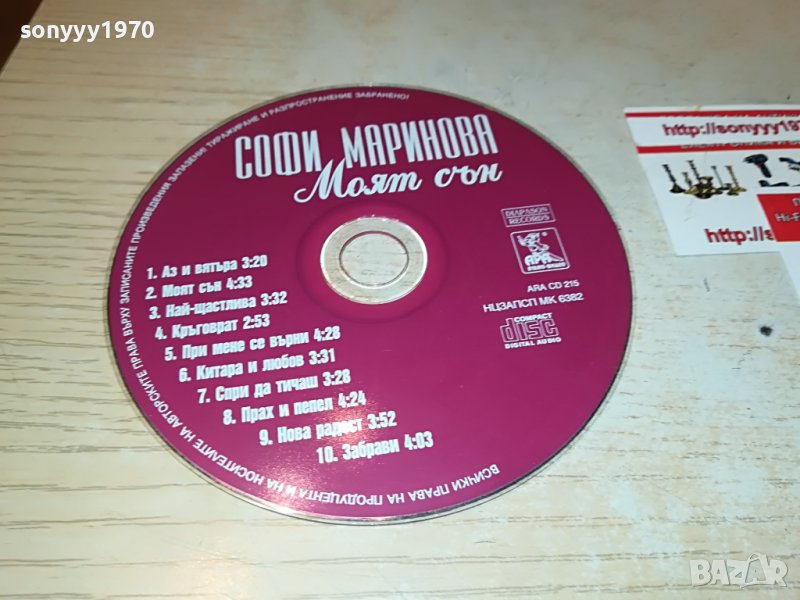 sonyyy1970
ВСИЧКИ ПРАВА НА ПРОДУЦЕНТА И НА НОСИТЕЛИТЕ НА АВТОРСКИТЕ ПРАВА ВЪРХУ ЗАПИСАНИТЕ ПРОИЗВЕДЕНИЯ ЗАПАЗЕНИ! ТИРАЖИРАНЕ И РАЗПРОСТРАНЕНИЕ ЗАБРАНЕНО!
СОФИ МАРИНОВА
Моят сън
DIAPASON
RECORDS
АРА
ARA CD 215
НЦЗАПСП МК 6382
COMPACT
disc
DIGITAL AUDIO
1. Аз и вятъра 3:20
2. Моят сън 4:33
3. Най-щастлива 3:32
4. Кръговрат 2:53
5. При мене се върни 4:28
6. Китара и любов 3:31
7. Спри да тичаш 3:28
8. Прах и пепел 4:24
9. Нова радост 3:52
10. Забрави 4:03
http://sonyyy197
http://s
Hi-F
BAZAR
sonyyy1970